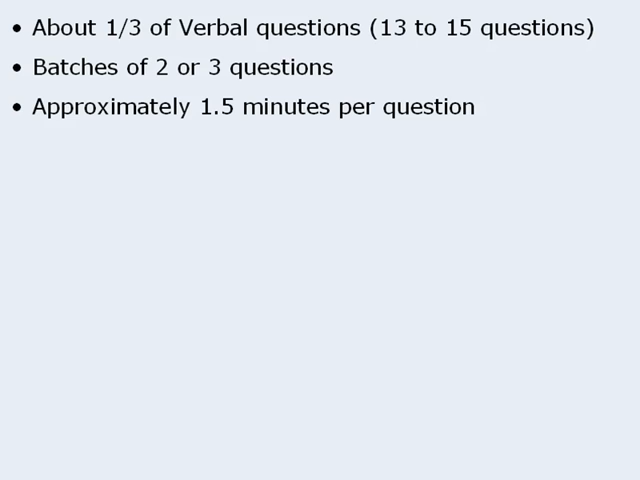 • About 1/3 of Verbal questions (13 to 15 questions)
• Batches of 2 or 3 questions
• Approximately 1.5 minutes per question